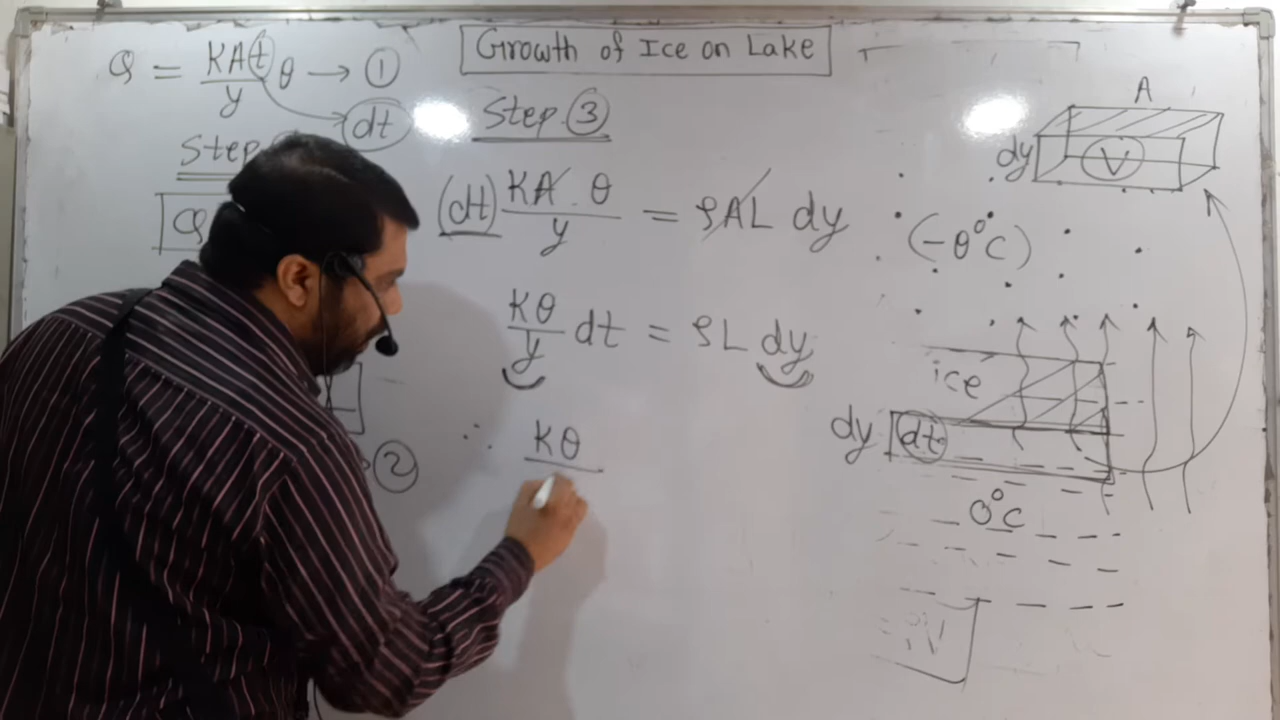 Growth of Ice on Lake
Q = KAt/y θ → ①
dt
Step
Q
②
Step ③
(dt) KA.θ/y = ρAL dy
Kθ/y dt = ρL dy
∴ Kθ
A
dy
V
(-θ°C)
ice
dy
dt
0°C